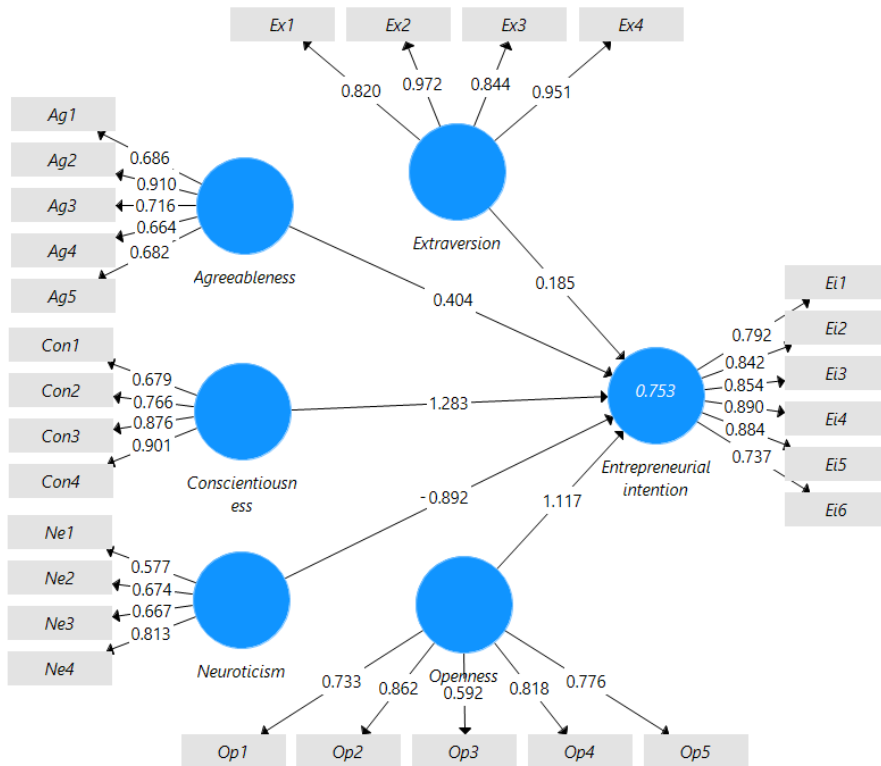 Ex1
Ex2
Ex3
Ex4
0.820
0.972
0.844
0.951
Extraversion
Ag1
Ag2
Ag3
Ag4
Ag5
0.686
0.910
0.716
0.664
0.682
Agreeableness
0.404
0.185
Con1
Con2
Con3
Con4
0.679
0.766
0.876
0.901
Conscientiousn
ess
1.283
0.753
Entrepreneurial
intention
Ei1
Ei2
Ei3
Ei4
Ei5
Ei6
0.792
0.842
0.854
0.890
0.884
0.737
Ne1
Ne2
Ne3
Ne4
0.577
0.674
0.667
0.813
Neuroticism
-0.892
1.117
Openness
0.733
0.862
0.592
0.818
0.776
Op1
Op2
Op3
Op4
Op5